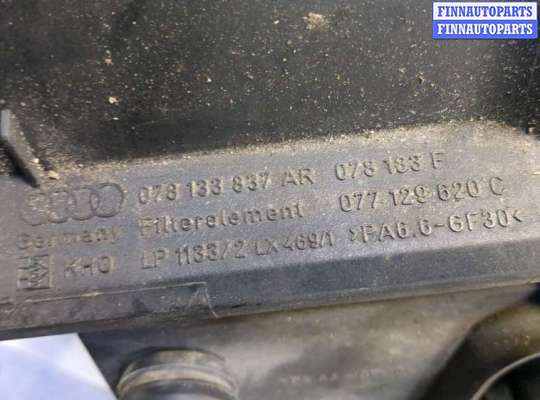 FINNAUTOPARTS
FINNAUTOPARTS
078 133 837 AR 078 133 F
Germany Filterelement 077 129 620 C
KHO LP 1133/2 LX 469/1 >PA6.6-GF30<